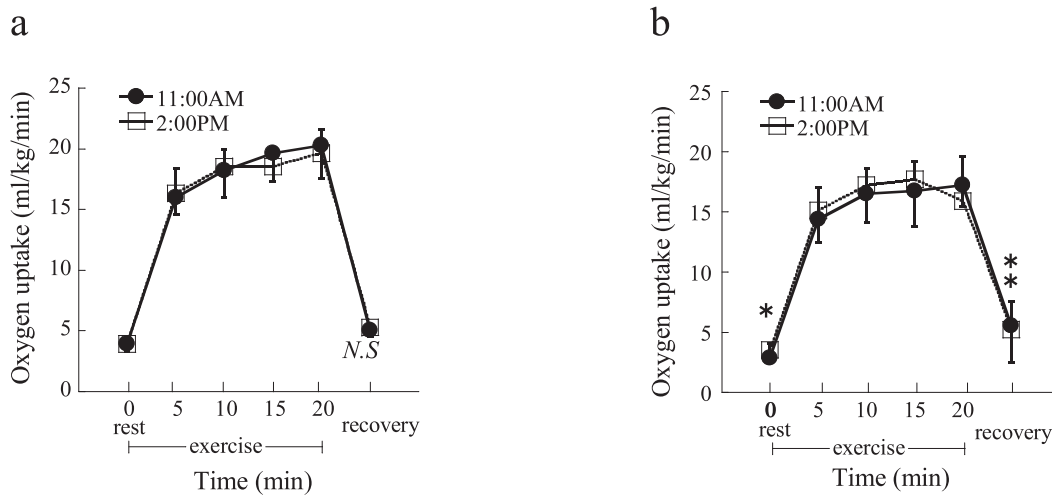 a
Oxygen uptake (ml/kg/min)
25
20
15
10
5
0
11:00AM
2:00PM
N.S
0 5 10 15 20
rest recovery
exercise
Time (min)
b
Oxygen uptake (ml/kg/min)
25
20
15
10
5
0
11:00AM
2:00PM
*
*
*
0 5 10 15 20
rest recovery
exercise
Time (min)